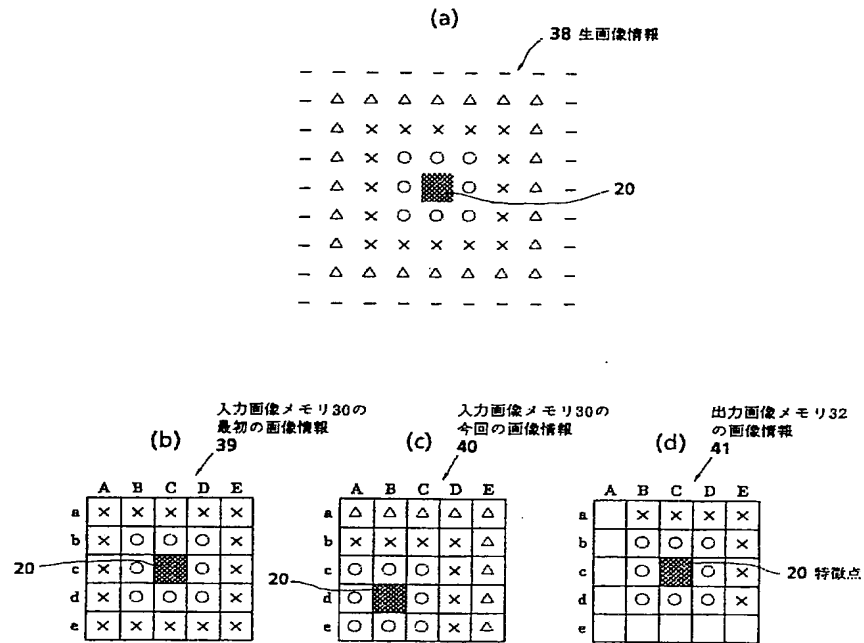 (a)
38 生画像情報
－ － － － － － － － －
－ △ △ △ △ △ △ △ －
－ △ × × × × × △ －
－ △ × ○ ○ ○ × △ －
－ △ × ○ ○ × △ －
20
－ △ × ○ ○ ○ × △ －
－ △ × × × × × △ －
－ △ △ △ △ △ △ △ －
－ － － － － － － － －
(b)
入力画像メモリ30の
最初の画像情報
39
A B C D E
a × × × × ×
b × ○ ○ ○ ×
c × ○ ○ ×
20
d × ○ ○ ○ ×
e × × × × ×
(c)
入力画像メモリ30の
今回の画像情報
40
A B C D E
a △ △ △ △ △
b × × × × △
c ○ ○ ○ × △
20
d ○ ○ × △
e ○ ○ ○ × △
(d)
出力画像メモリ32
の画像情報
41
A B C D E
a × × × ×
b ○ ○ ○ ×
c ○ ○ ×
20 特徴点
d ○ ○ ○ ×
e